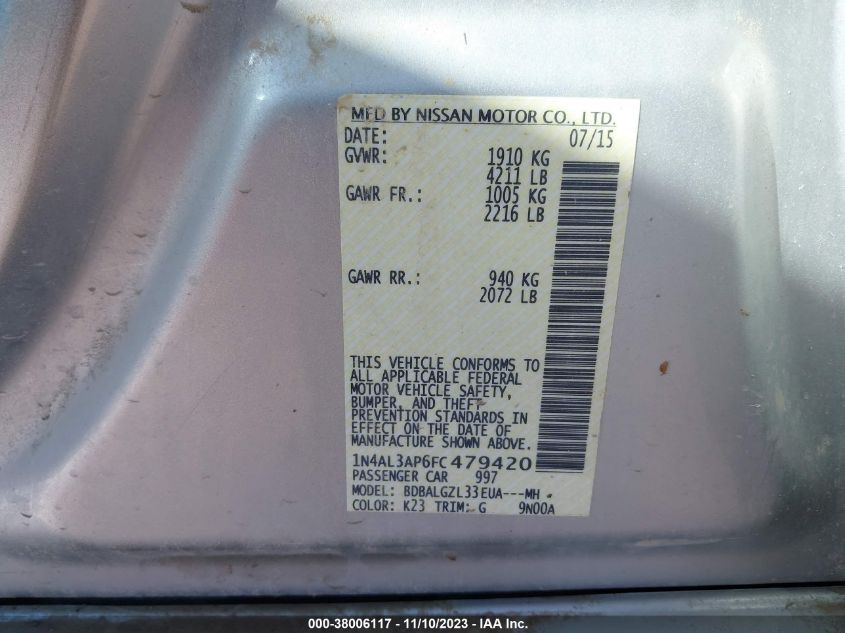 MFD BY NISSAN MOTOR CO., LTD.
DATE: 07/15
GVWR: 1910 KG
4211 LB
GAWR FR.: 1005 KG
2216 LB
GAWR RR.: 940 KG
2072 LB
THIS VEHICLE CONFORMS TO
ALL APPLICABLE FEDERAL
MOTOR VEHICLE SAFETY,
BUMPER, AND THEFT
PREVENTION STANDARDS IN
EFFECT ON THE DATE OF
MANUFACTURE SHOWN ABOVE.
1N4AL3AP6FC479420
PASSENGER CAR 997
MODEL: BDBALGZL33EUA---MH
COLOR: K23 TRIM: G 9N00A
000-38006117 - 11/10/2023 - IAA Inc.